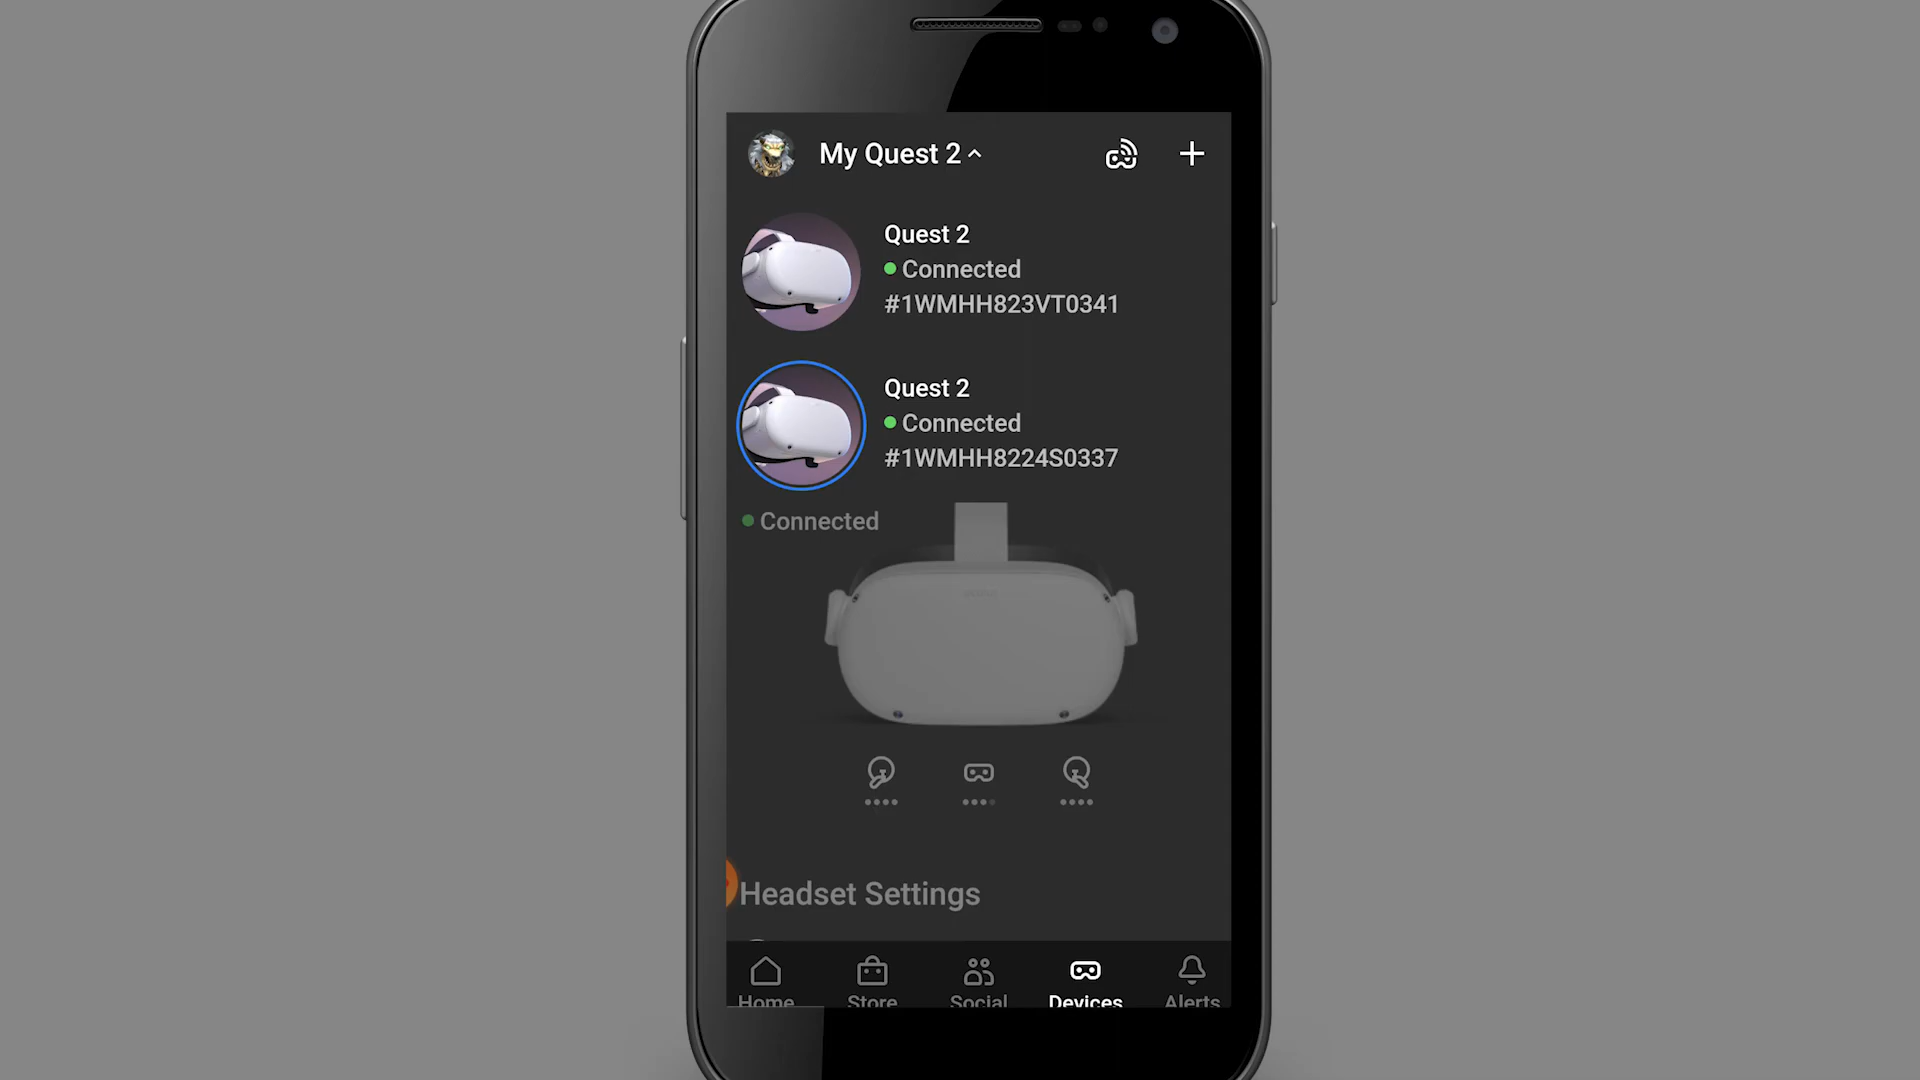 My Quest 2
Quest 2
Connected
#1WMHH823VT0341
Quest 2
Connected
#1WMHH8224S0337
Connected
Headset Settings
Home
Store
Social
Devices
Alerts